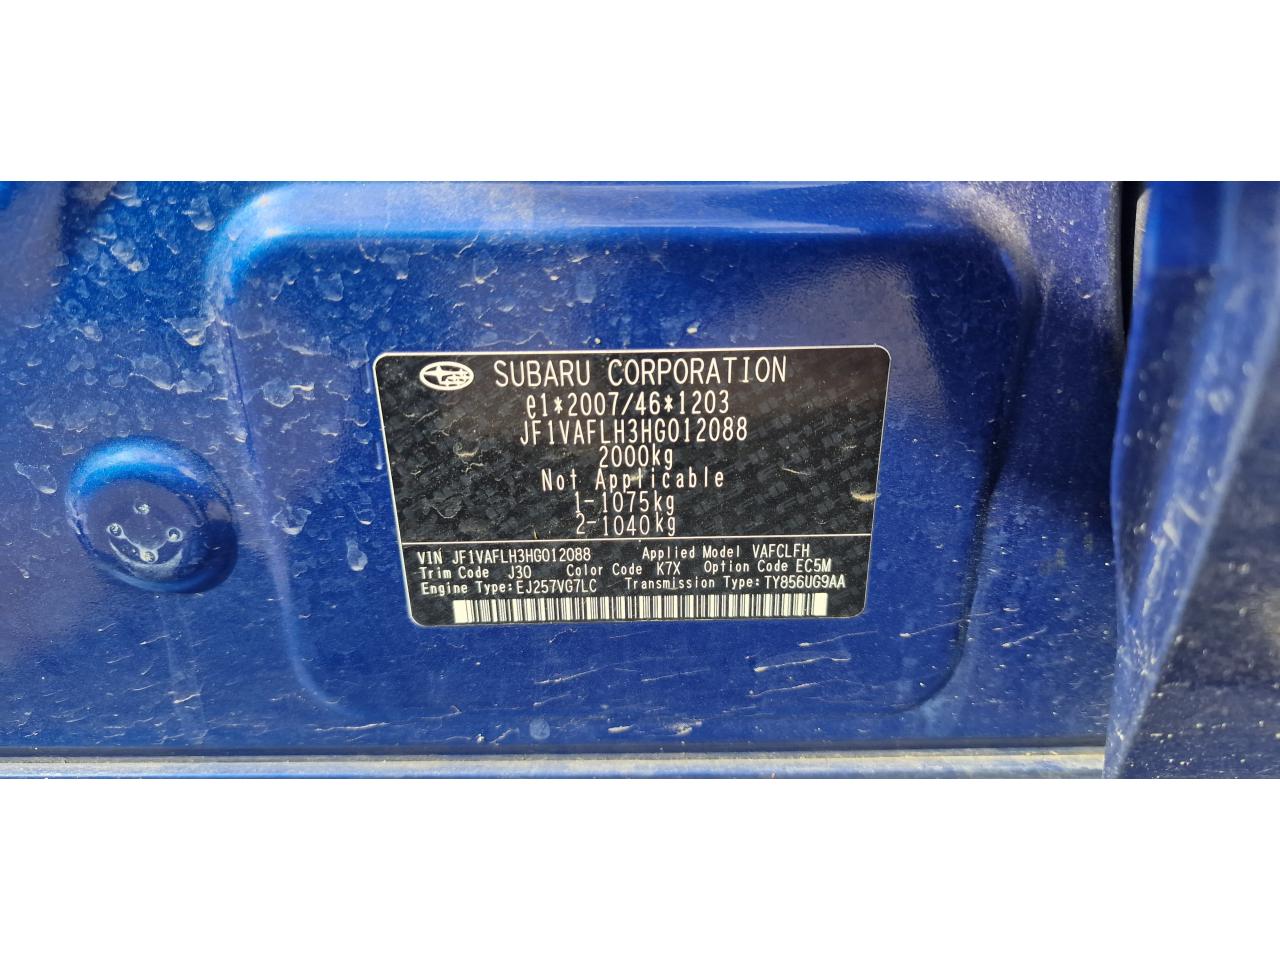 SUBARU CORPORATION
e1*2007/46*1203
JF1VAFLH3HG012088
2000kg
Not Applicable
1-1075kg
2-1040kg
VIN JF1VAFLH3HG012088 Applied Model VAFCLFH
Trim Code J30 Color Code K7X Option Code EC5M
Engine Type:EJ257VG7LC Transmission Type:TY856UG9AA